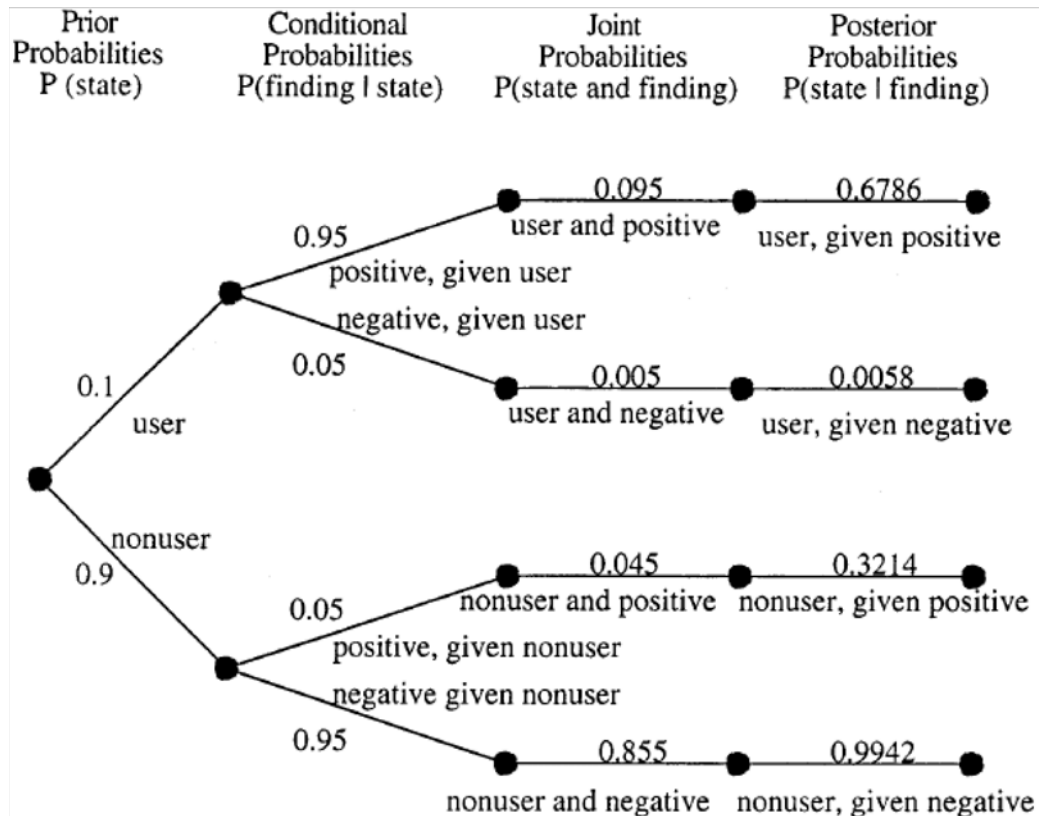 Prior
Probabilities
P (state)
Conditional
Probabilities
P(finding | state)
Joint
Probabilities
P(state and finding)
Posterior
Probabilities
P(state | finding)
0.095
0.6786
user and positive
user, given positive
0.95
positive, given user
negative, given user
0.05
0.1
user
0.005
0.0058
user and negative
user, given negative
nonuser
0.9
0.045
0.3214
nonuser and positive
nonuser, given positive
0.05
positive, given nonuser
negative given nonuser
0.95
0.855
0.9942
nonuser and negative
nonuser, given negative